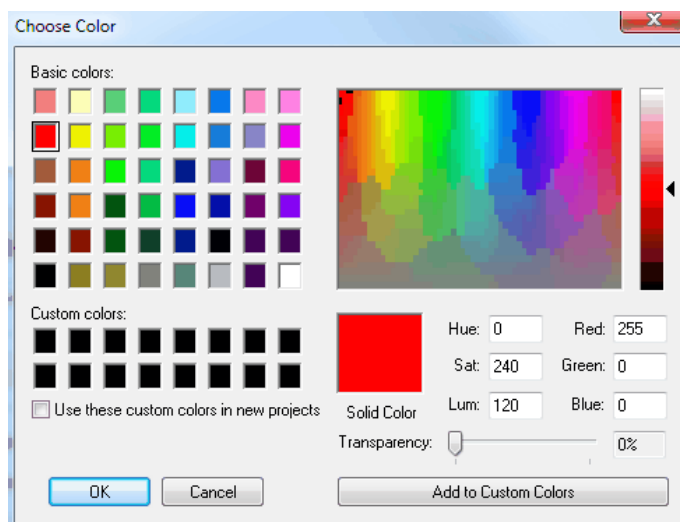 Choose Color
Basic colors:
Custom colors:
Use these custom colors in new projects
Solid Color
Hue: 0 Red: 255
Sat: 240 Green: 0
Lum: 120 Blue: 0
Transparency: 0%
OK Cancel Add to Custom Colors